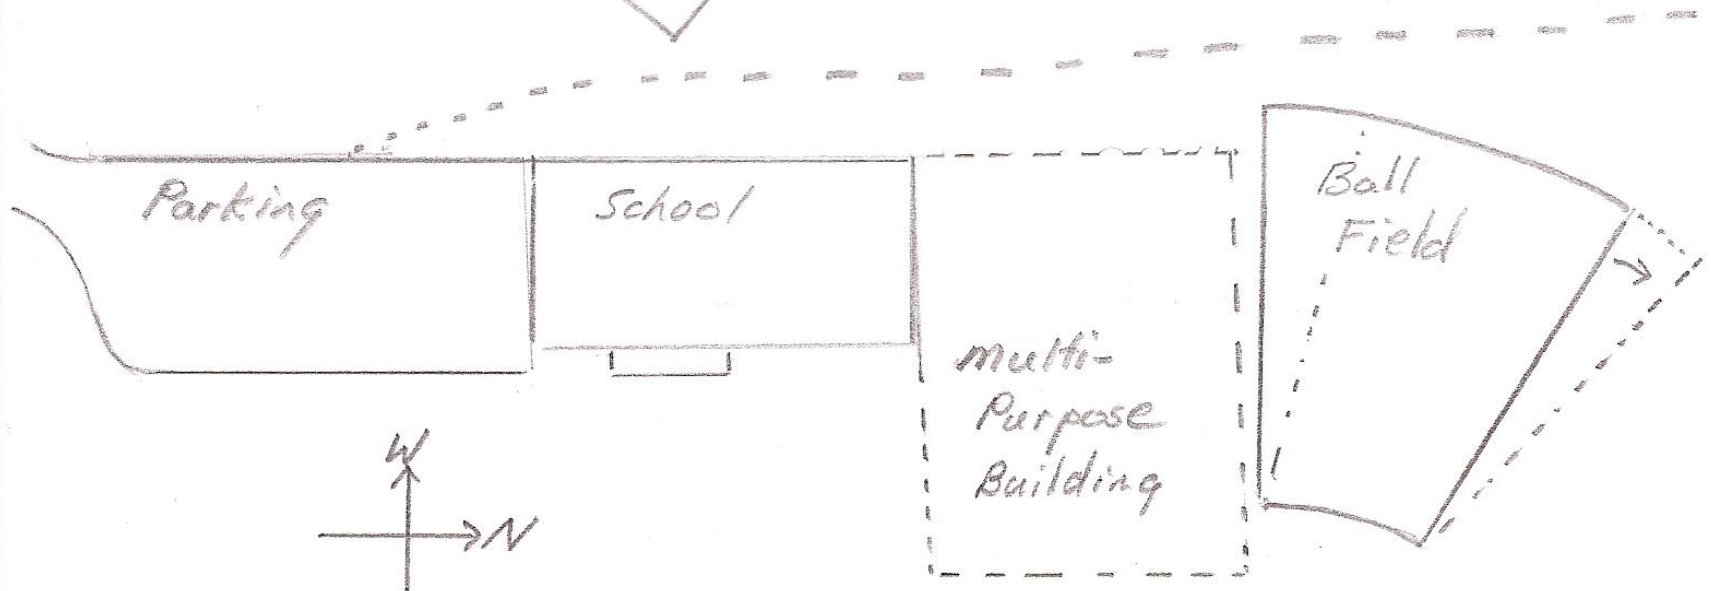 Parking
School
Ball
Field
Multi-
Purpose
Building
W
N